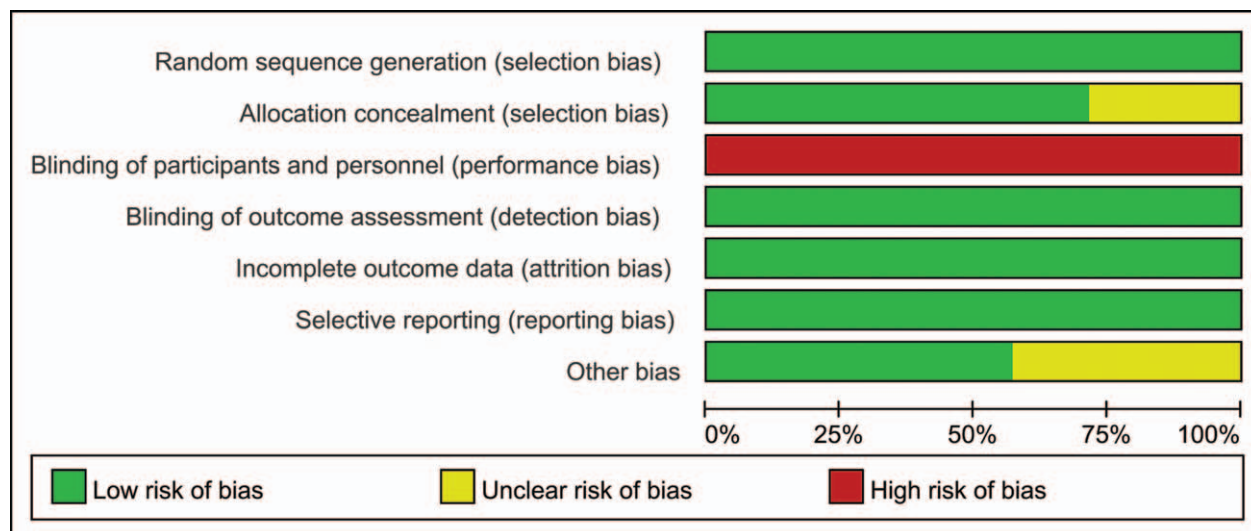 Random sequence generation (selection bias)
Allocation concealment (selection bias)
Blinding of participants and personnel (performance bias)
Blinding of outcome assessment (detection bias)
Incomplete outcome data (attrition bias)
Selective reporting (reporting bias)
Other bias
0% 25% 50% 75% 100%
Low risk of bias Unclear risk of bias High risk of bias